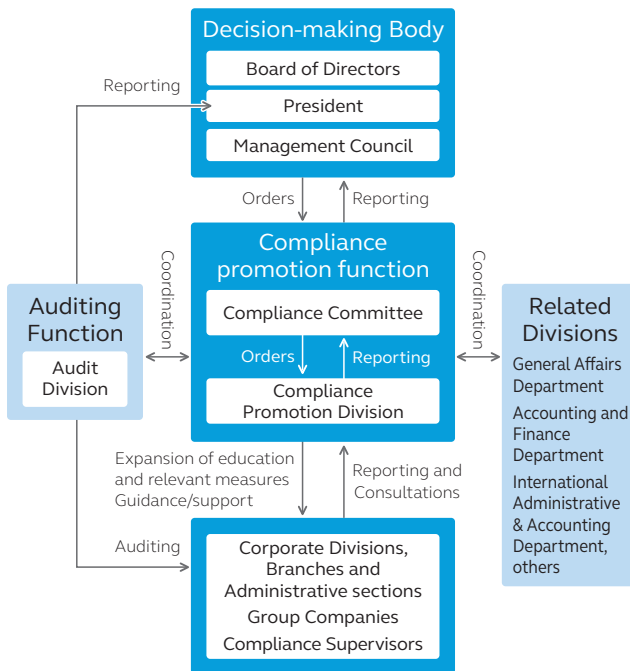 Decision-making Body
Board of Directors
President
Management Council
Reporting
Orders
Reporting
Compliance
promotion function
Compliance Committee
Orders
Reporting
Compliance
Promotion Division
Coordination
Coordination
Auditing
Function
Audit
Division
Related
Divisions
General Affairs
Department
Accounting and
Finance
Department
International
Administrative
& Accounting
Department,
others
Expansion of education
and relevant measures
Guidance/support
Reporting and
Consultations
Auditing
Corporate Divisions,
Branches and
Administrative sections
Group Companies
Compliance Supervisors